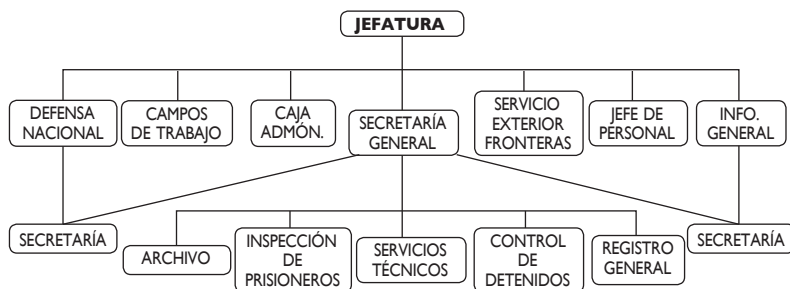 JEFATURA
DEFENSA
NACIONAL
CAMPOS
DE TRABAJO
CAJA
ADMÓN.
SECRETARÍA
GENERAL
SERVICIO
EXTERIOR
FRONTERAS
JEFE DE
PERSONAL
INFO.
GENERAL
SECRETARÍA
ARCHIVO
INSPECCIÓN
DE
PRISIONEROS
SERVICIOS
TÉCNICOS
CONTROL
DE
DETENIDOS
REGISTRO
GENERAL
SECRETARÍA